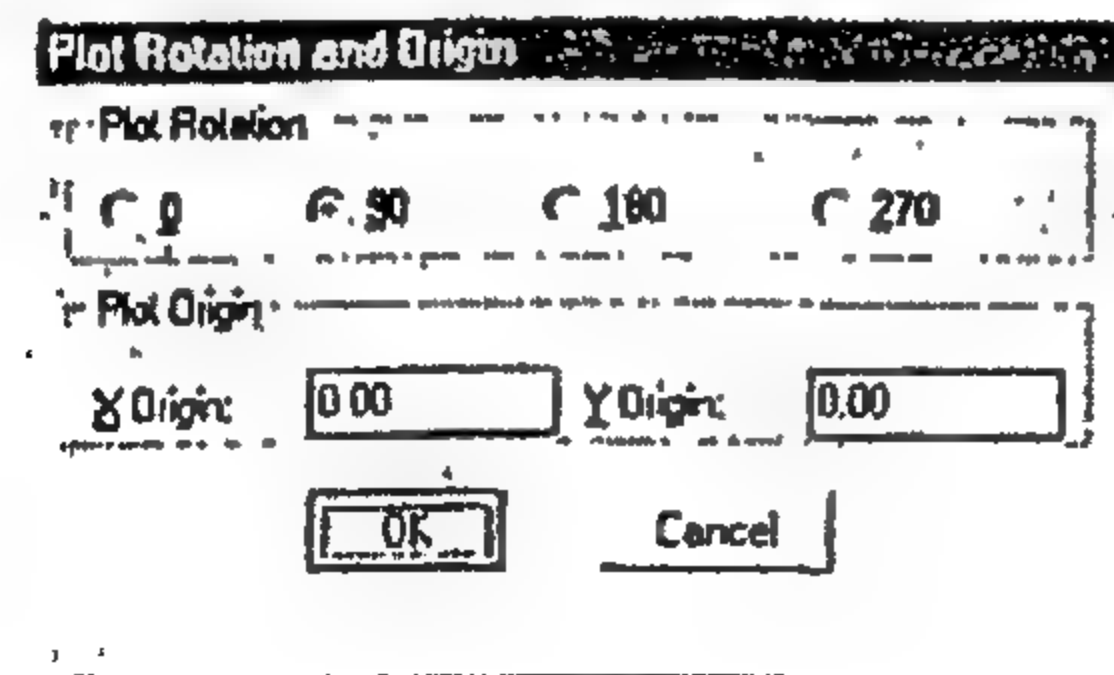 Plot Rotation and Origin
Plot Rotation
0 90 180 270
Plot Origin
X Origin: 0.00 Y Origin: 0.00
OK Cancel